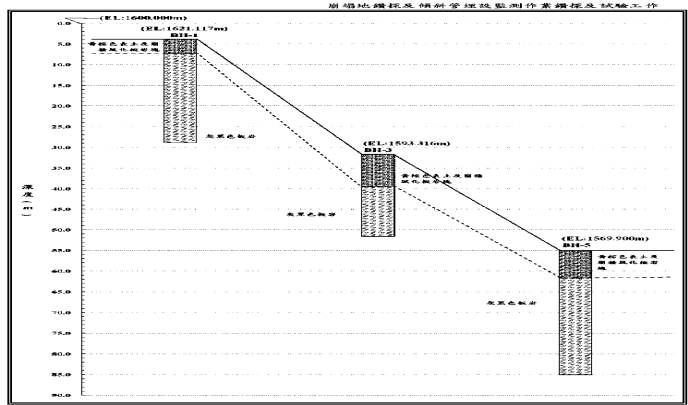 崩塌地鑽探及傾斜管埋設監測作業鑽探及試驗工作
(EL:1600.000m)
0.0
(EL:1621.117m)
BH-1
5.0
黃棕色表土及崩
積風化板岩塊
10.0
15.0
20.0
25.0
灰黑色板岩
30.0
(EL:1593.316m)
BH-3
35.0
黃棕色表土及崩積
風化板岩塊
40.0
深度(m)
45.0
灰黑色板岩
50.0
(EL:1569.900m)
BH-5
55.0
黃棕色表土及
崩積風化板岩
塊
60.0
65.0
灰黑色板岩
70.0
75.0
80.0
85.0
90.0